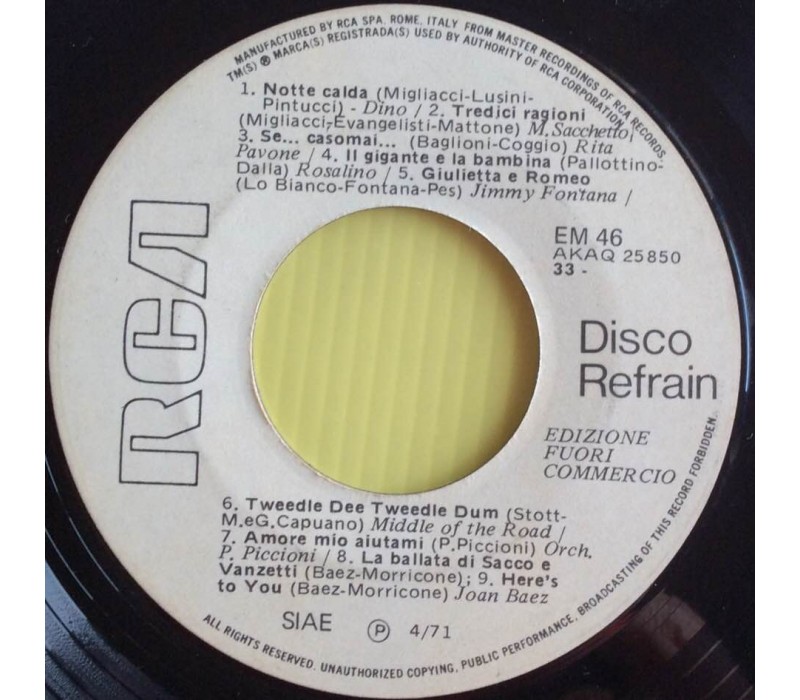 MANUFACTURED BY RCA SPA, ROME, ITALY FROM MASTER RECORDINGS OF RCA RECORDS.
TM(S) ® MARCA(S) REGISTRADA(S) USED BY AUTHORITY OF RCA CORPORATION
1. Notte calda (Migliacci-Lusini-
Pintucci) - Dino / 2. Tredici ragioni
(Migliacci-Evangelisti-Mattone) M. Sacchetto/
3. Se... casomai... (Baglioni-Coggio) Rita
Pavone / 4. Il gigante e la bambina (Pallottino-
Dalla) Rosalino / 5. Giulietta e Romeo
(Lo Bianco-Fontana-Pes) Jimmy Fontana /
RCA
EM 46
AKAQ 25850
33 -
Disco
Refrain
EDIZIONE
FUORI
COMMERCIO
6. Tweedle Dee Tweedle Dum (Stott-
M.eG.Capuano) Middle of the Road /
7. Amore mio aiutami (P.Piccioni) Orch.
P. Piccioni / 8. La ballata di Sacco e
Vanzetti (Baez-Morricone); 9. Here's
to You (Baez-Morricone) Joan Baez
SIAE Ⓟ 4/71
ALL RIGHTS RESERVED. UNAUTHORIZED COPYING, PUBLIC PERFORMANCE, BROADCASTING OF THIS RECORD FORBIDDEN.